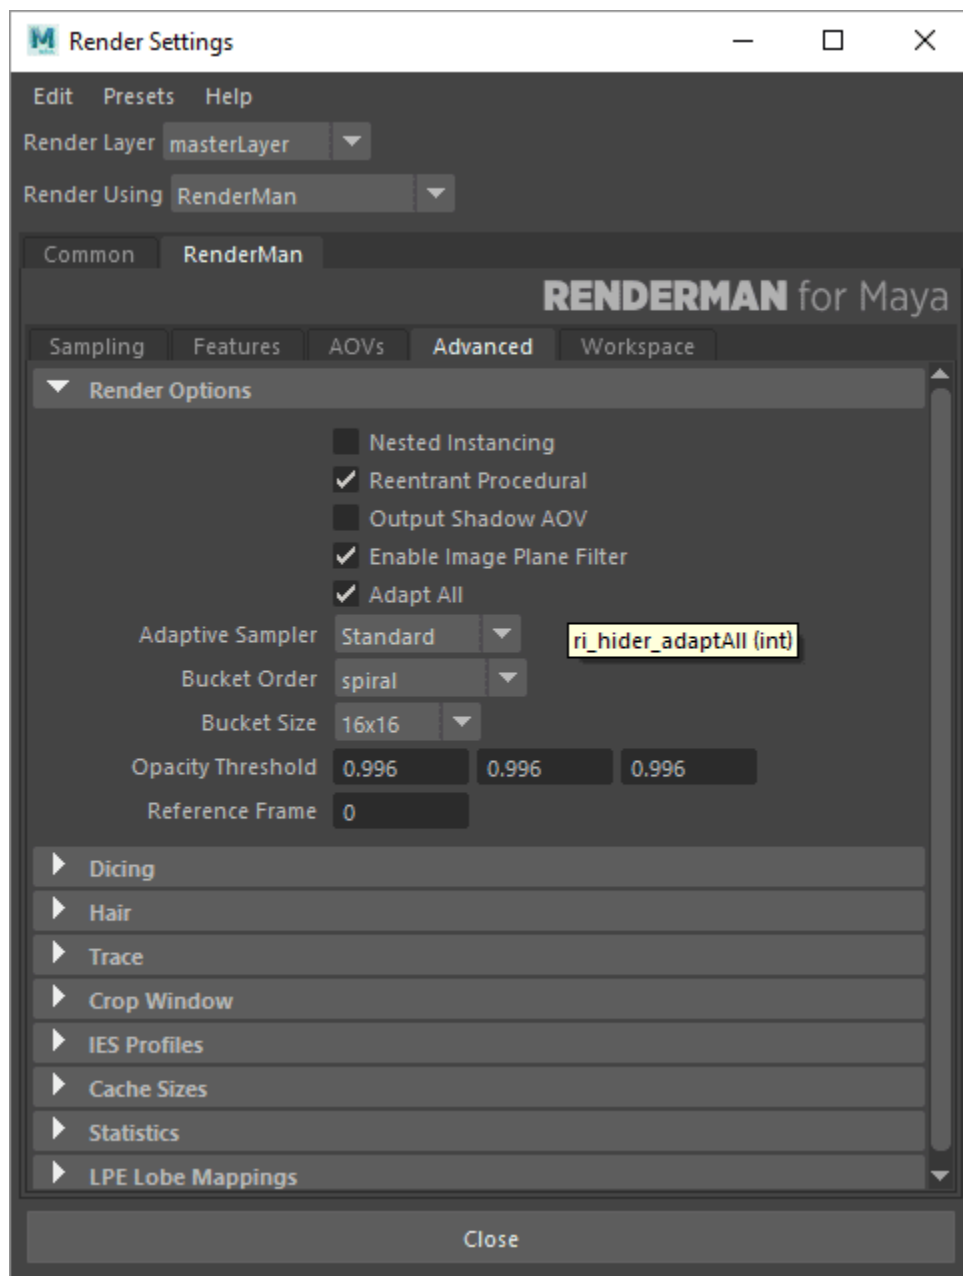 Render Settings
Edit Presets Help
Render Layer masterLayer
Render Using RenderMan
Common RenderMan
RENDERMAN for Maya
Sampling Features AOVs Advanced Workspace
Render Options
Nested Instancing
Reentrant Procedural
Output Shadow AOV
Enable Image Plane Filter
Adapt All
Adaptive Sampler Standard
ri_hider_adaptAll (int)
Bucket Order spiral
Bucket Size 16x16
Opacity Threshold 0.996 0.996 0.996
Reference Frame 0
Dicing
Hair
Trace
Crop Window
IES Profiles
Cache Sizes
Statistics
LPE Lobe Mappings
Close